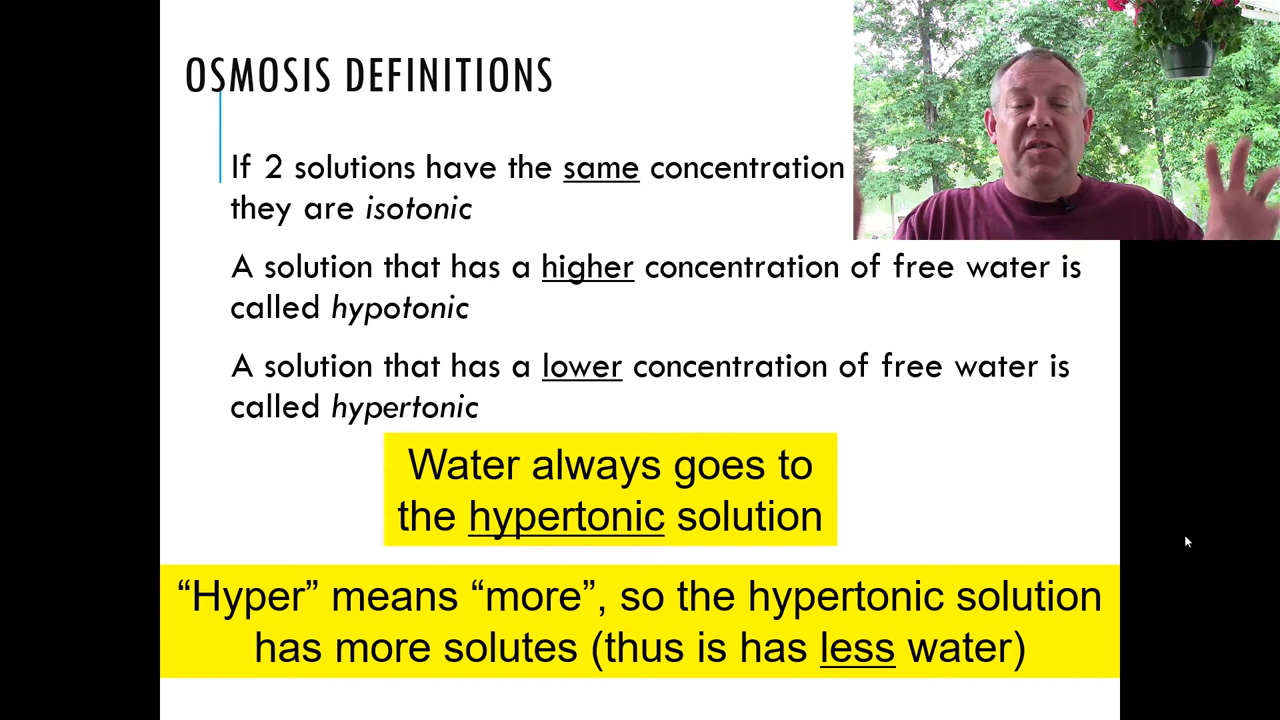 OSMOSIS DEFINITIONS
If 2 solutions have the same concentration
they are isotonic
A solution that has a higher concentration of free water is
called hypotonic
A solution that has a lower concentration of free water is
called hypertonic
Water always goes to
the hypertonic solution
“Hyper” means “more”, so the hypertonic solution
has more solutes (thus is has less water)